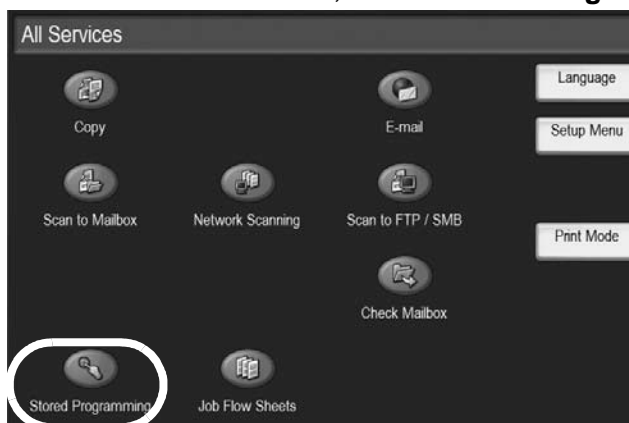 All Services
Language
Copy
E-mail
Setup Menu
Scan to Mailbox
Network Scanning
Scan to FTP / SMB
Print Mode
Check Mailbox
Stored Programming
Job Flow Sheets